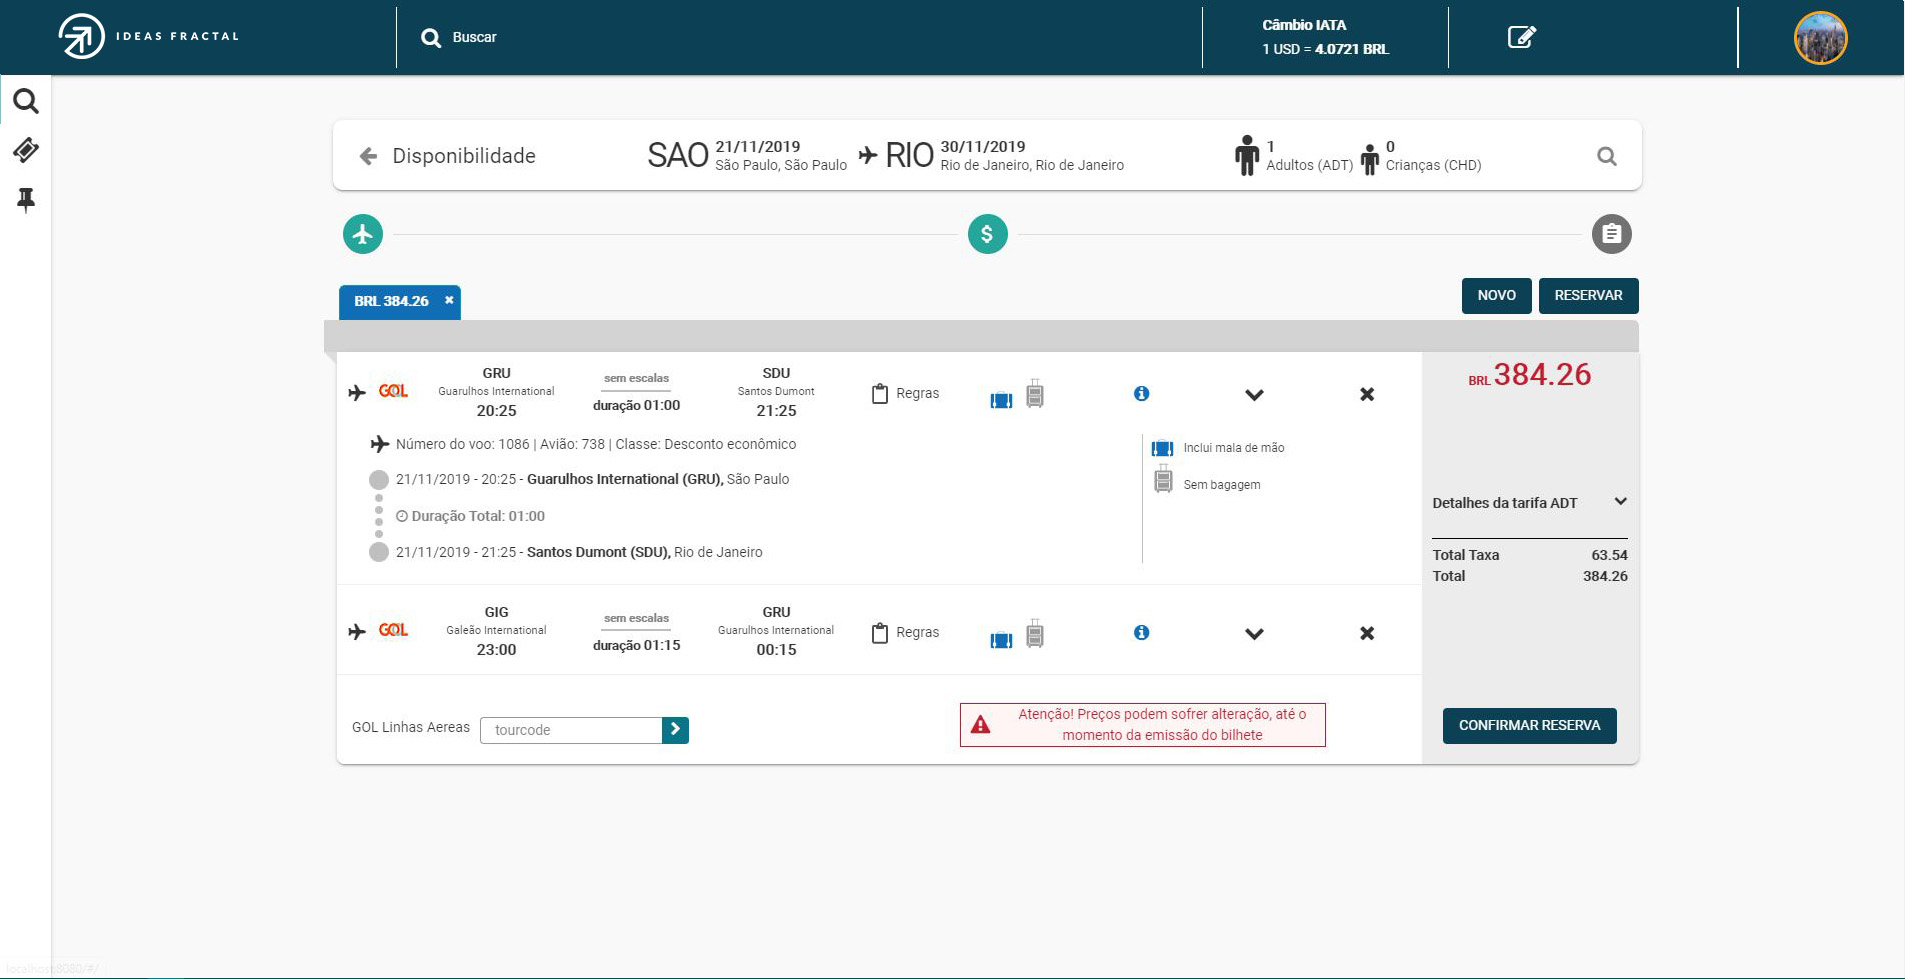 IDEAS FRACTAL
Buscar
Câmbio IATA
1 USD = 4.0721 BRL
Disponibilidade
SAO
21/11/2019
São Paulo, São Paulo
RIO
30/11/2019
Rio de Janeiro, Rio de Janeiro
1
Adultos (ADT)
0
Crianças (CHD)
$
BRL 384.26
NOVO
RESERVAR
GOL
GRU
Guarulhos International
20:25
sem escalas
duração 01:00
SDU
Santos Dumont
21:25
Regras
BRL 384.26
Número do voo: 1086 | Avião: 738 | Classe: Desconto econômico
21/11/2019 - 20:25 - Guarulhos International (GRU), São Paulo
Duração Total: 01:00
21/11/2019 - 21:25 - Santos Dumont (SDU), Rio de Janeiro
Inclui mala de mão
Sem bagagem
Detalhes da tarifa ADT
Total Taxa 63.54
Total 384.26
GOL
GIG
Galeão International
23:00
sem escalas
duração 01:15
GRU
Guarulhos International
00:15
Regras
GOL Linhas Aereas
tourcode
Atenção! Preços podem sofrer alteração, até o
momento da emissão do bilhete
CONFIRMAR RESERVA
localhost:8080/#/